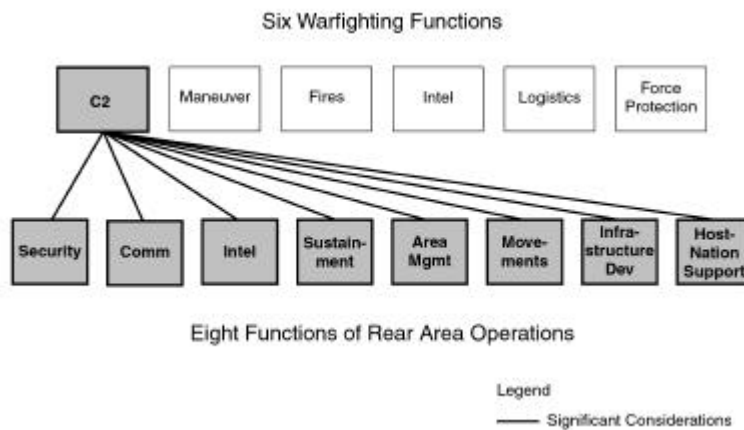 Six Warfighting Functions
C2
Maneuver
Fires
Intel
Logistics
Force
Protection
Security
Comm
Intel
Sustain-
ment
Area
Mgmt
Move-
ments
Infra-
structure
Dev
Host-
Nation
Support
Eight Functions of Rear Area Operations
Legend
Significant Considerations